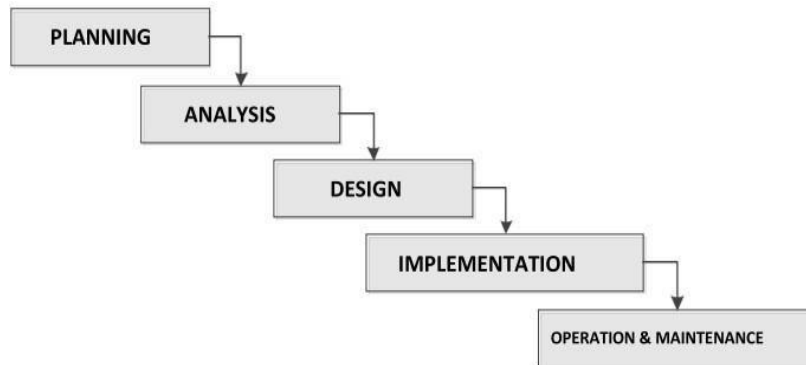 PLANNING
ANALYSIS
DESIGN
IMPLEMENTATION
OPERATION & MAINTENANCE